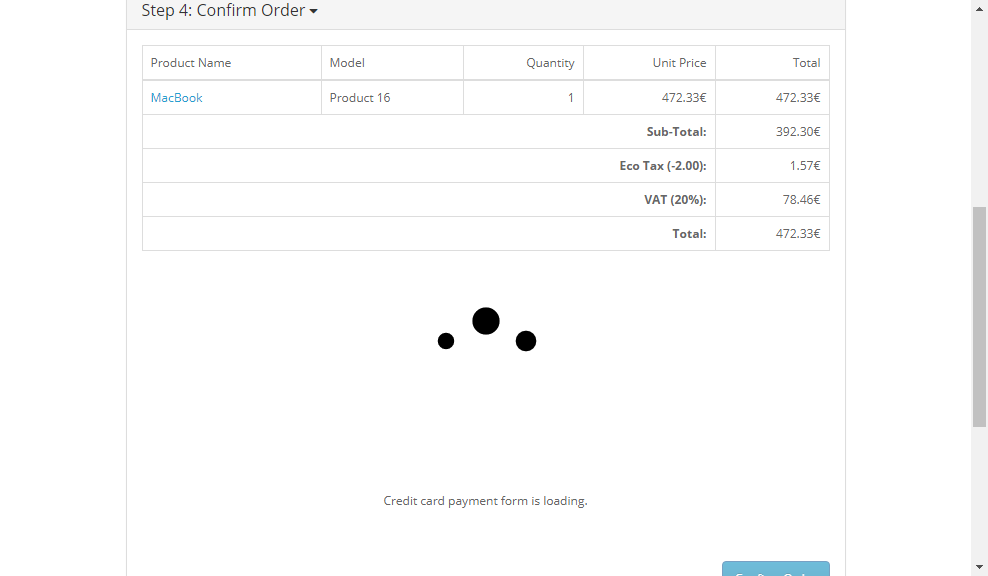 Step 4: Confirm Order
Product Name Model Quantity Unit Price Total
MacBook Product 16 1 472.33€ 472.33€
Sub-Total: 392.30€
Eco Tax (-2.00): 1.57€
VAT (20%): 78.46€
Total: 472.33€
Credit card payment form is loading.